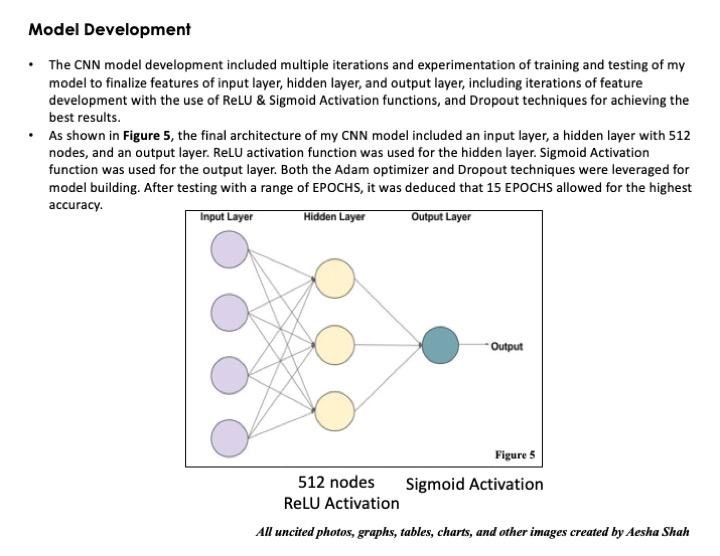 Model Development
• The CNN model development included multiple iterations and experimentation of training and testing of my
model to finalize features of input layer, hidden layer, and output layer, including iterations of feature
development with the use of ReLU & Sigmoid Activation functions, and Dropout techniques for achieving the
best results.
• As shown in Figure 5, the final architecture of my CNN model included an input layer, a hidden layer with 512
nodes, and an output layer. ReLU activation function was used for the hidden layer. Sigmoid Activation
function was used for the output layer. Both the Adam optimizer and Dropout techniques were leveraged for
model building. After testing with a range of EPOCHS, it was deduced that 15 EPOCHS allowed for the highest
accuracy.
Input Layer Hidden Layer Output Layer
Output
Figure 5
512 nodes Sigmoid Activation
ReLU Activation
All uncited photos, graphs, tables, charts, and other images created by Aesha Shah